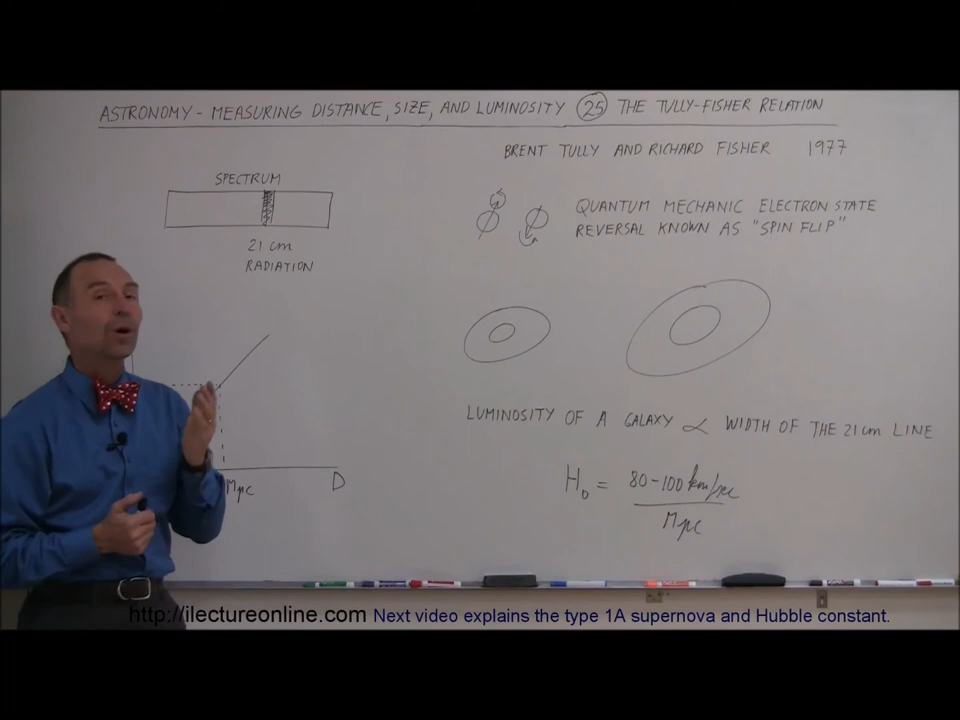 ASTRONOMY - MEASURING DISTANCE, SIZE, AND LUMINOSITY 25 THE TULLY-FISHER RELATION
BRENT TULLY AND RICHARD FISHER 1977
SPECTRUM
21 cm
RADIATION
QUANTUM MECHANIC ELECTRON STATE
REVERSAL KNOWN AS "SPIN FLIP"
LUMINOSITY OF A GALAXY ∝ WIDTH OF THE 21 cm LINE
Mpc
D
H₀ = 80-100 km/sec
Mpc
http://ilectureonline.com Next video explains the type 1A supernova and Hubble constant.